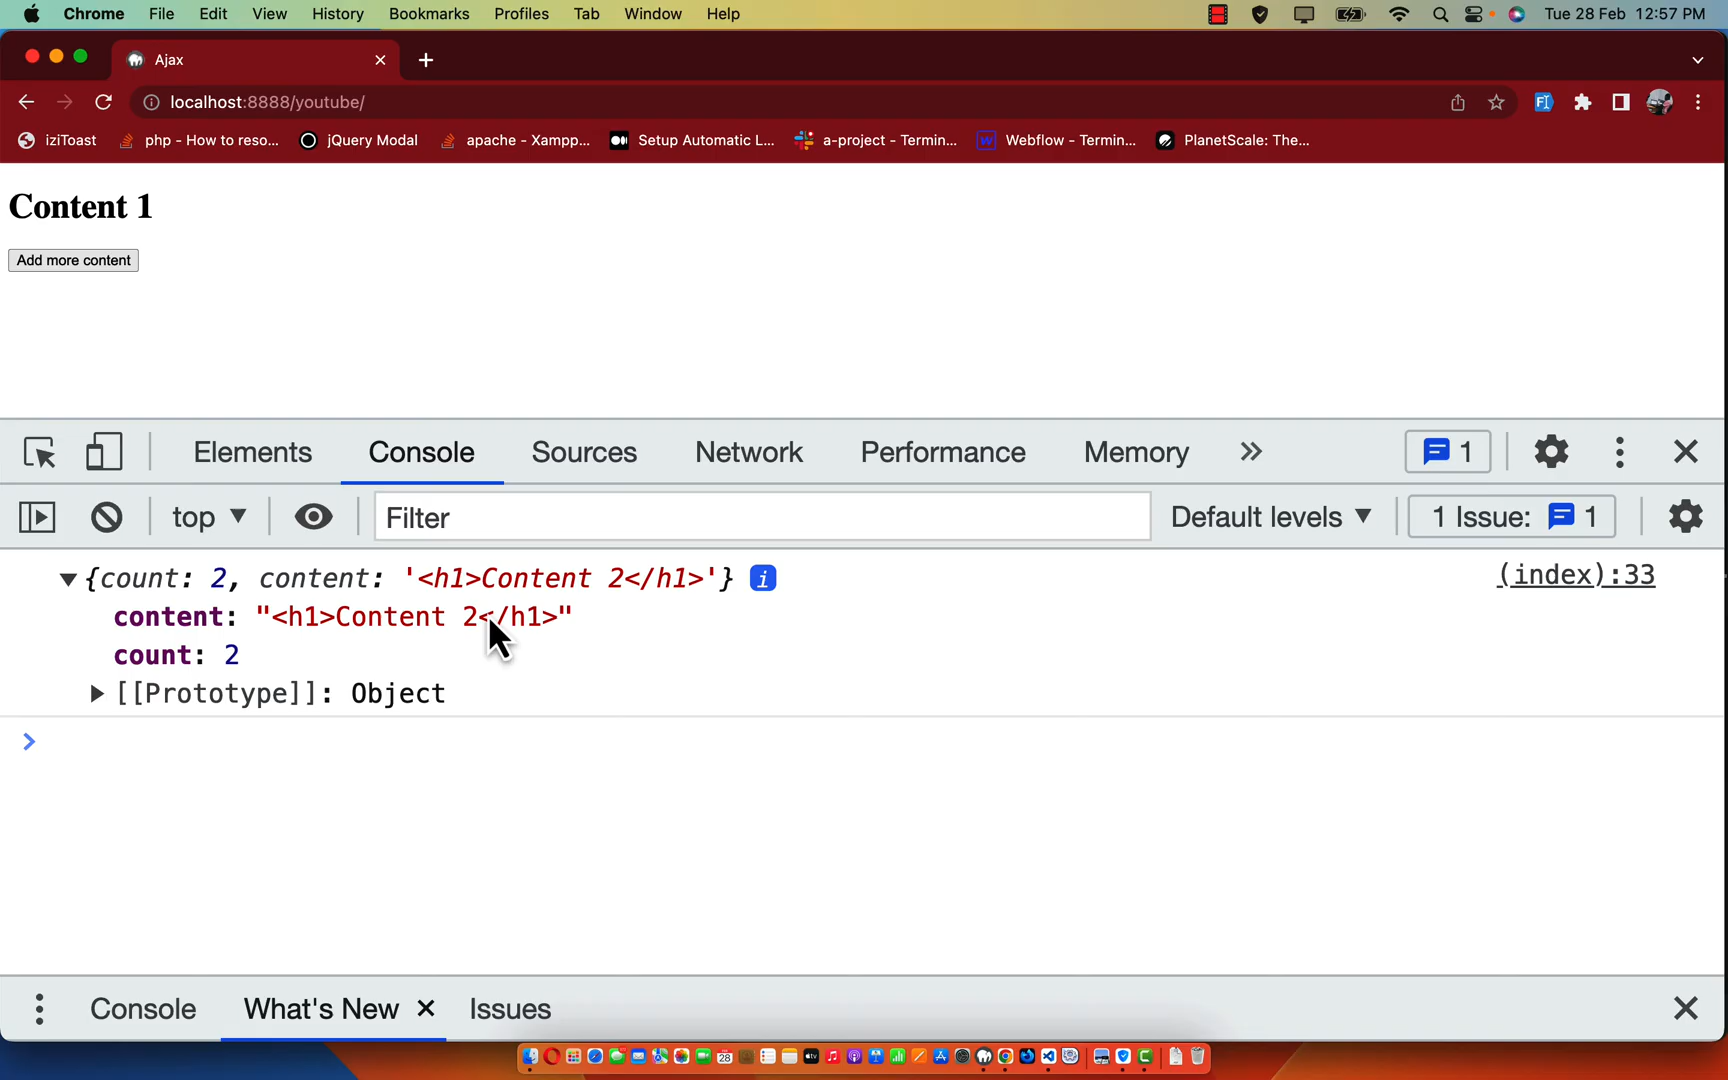 Chrome File Edit View History Bookmarks Profiles Tab Window Help Tue 28 Feb 12:57 PM
Ajax
localhost:8888/youtube/ FI
iziToast php - How to reso... jQuery Modal apache - Xampp... Setup Automatic L... a-project - Termin... W Webflow - Termin... PlanetScale: The...
Content 1
Add more content
Elements Console Sources Network Performance Memory 1
top Filter Default levels 1 Issue: 1
{count: 2, content: '<h1>Content 2</h1>'} i (index):33
content: "<h1>Content 2</h1>"
count: 2
[[Prototype]]: Object
Console What's New Issues
28 tv